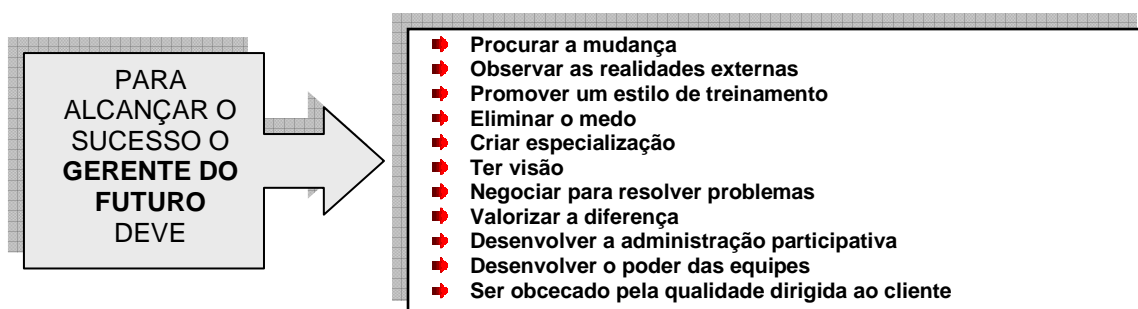 PARA
ALCANÇAR O
SUCESSO O
GERENTE DO
FUTURO
DEVE
Procurar a mudança
Observar as realidades externas
Promover um estilo de treinamento
Eliminar o medo
Criar especialização
Ter visão
Negociar para resolver problemas
Valorizar a diferença
Desenvolver a administração participativa
Desenvolver o poder das equipes
Ser obcecado pela qualidade dirigida ao cliente